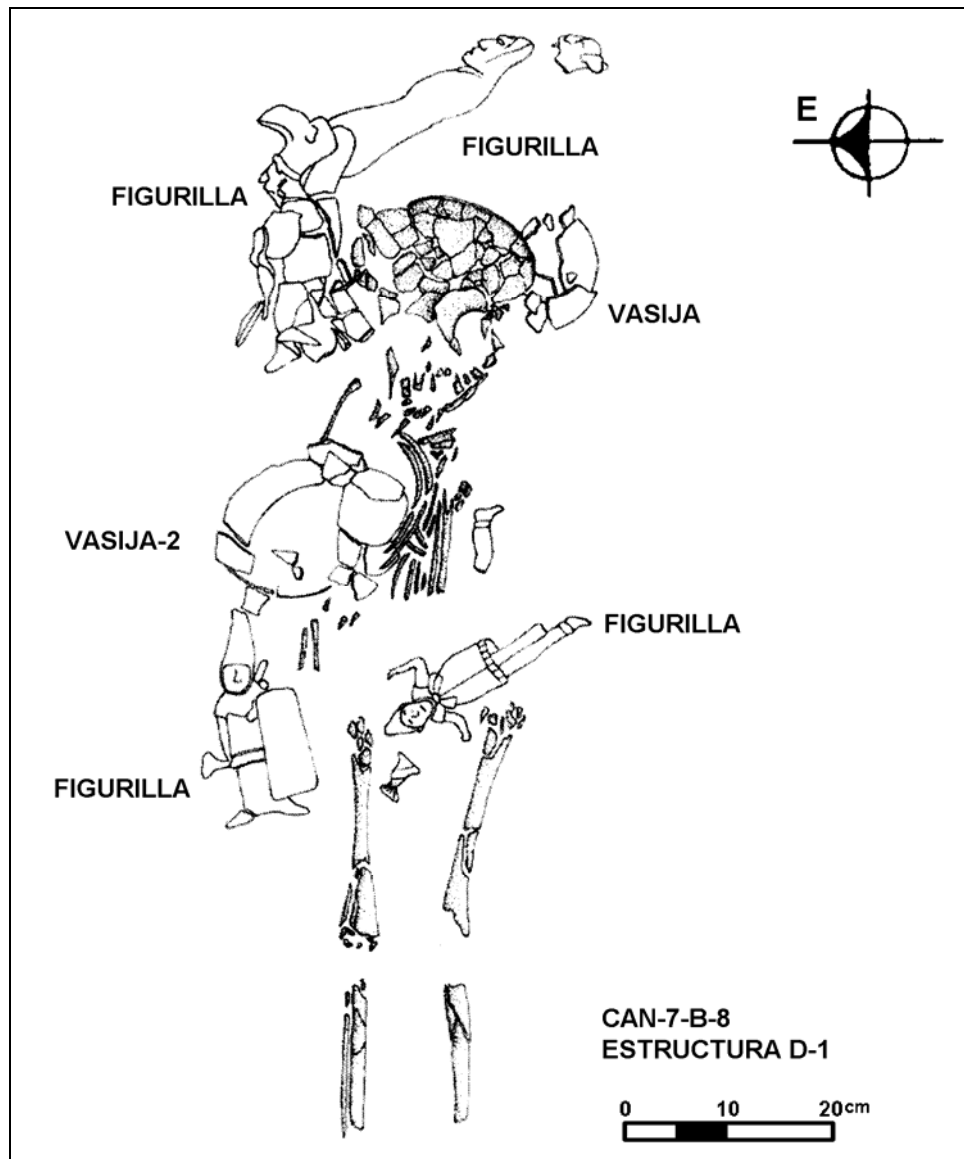 E
FIGURILLA
FIGURILLA
VASIJA
VASIJA-2
FIGURILLA
FIGURILLA
CAN-7-B-8
ESTRUCTURA D-1
0 10 20cm